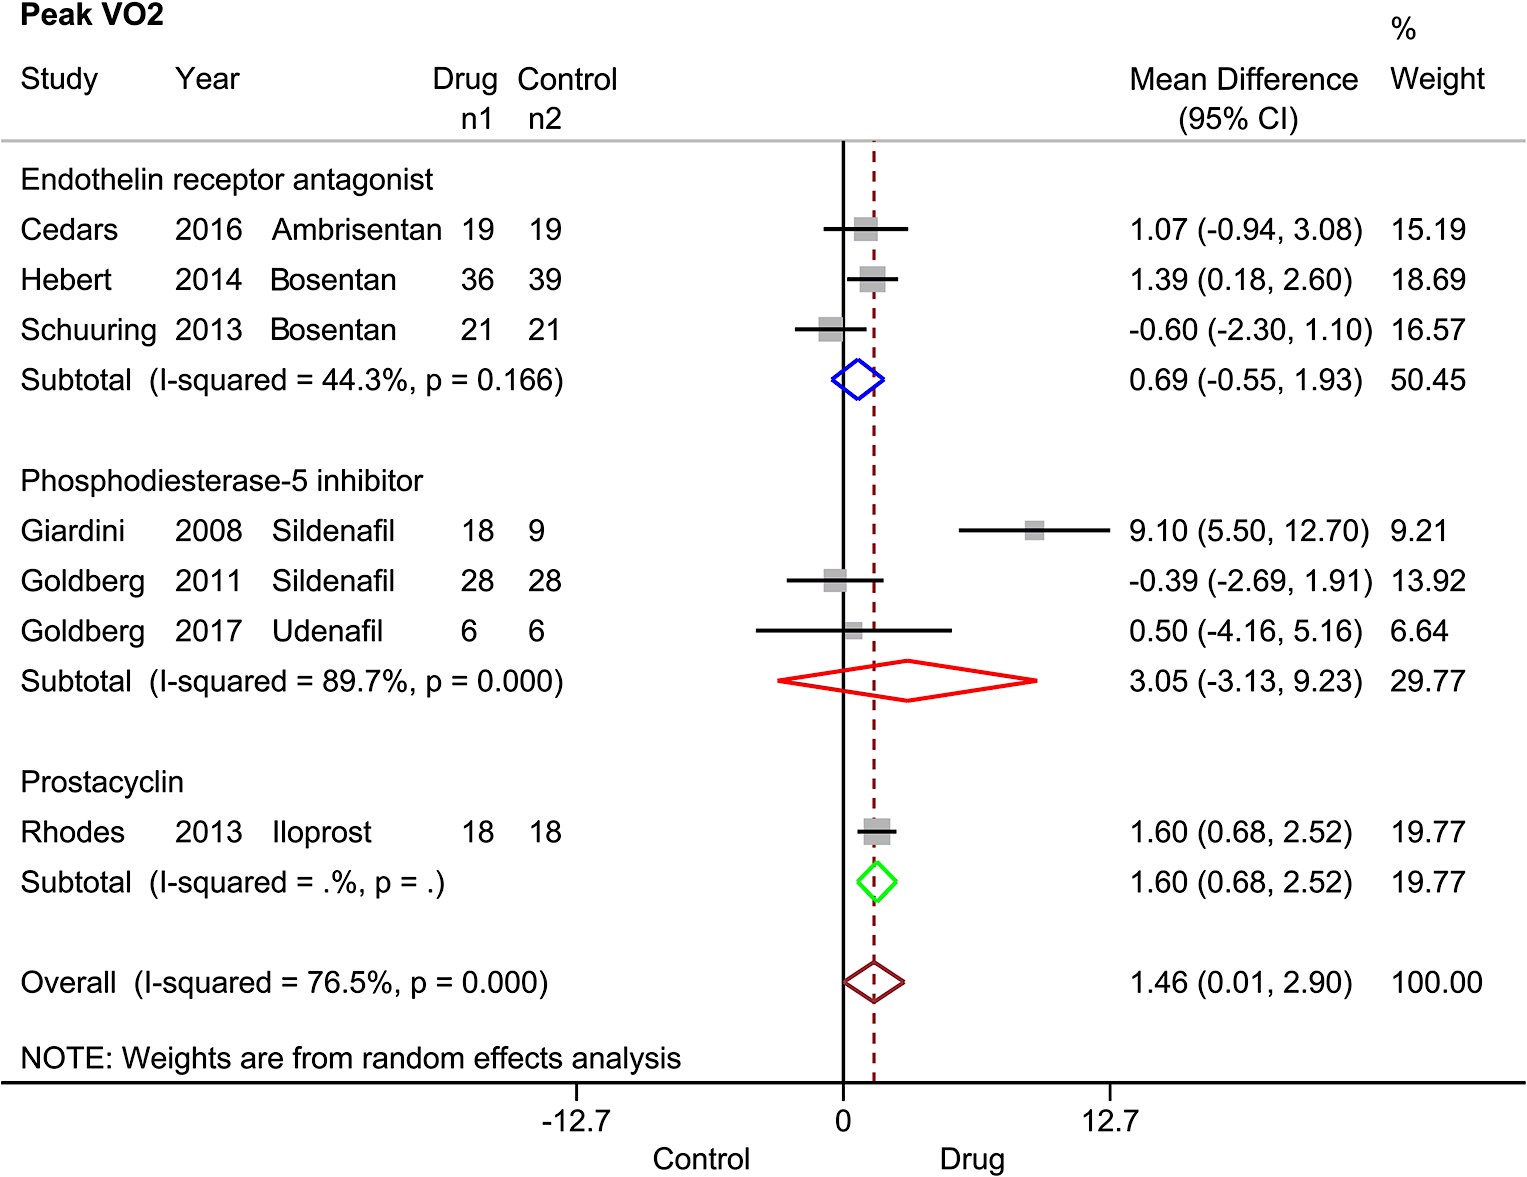 Peak VO2
%
Study Year Drug Control Mean Difference Weight
n1 n2 (95% CI)
Endothelin receptor antagonist
Cedars 2016 Ambrisentan 19 19 1.07 (-0.94, 3.08) 15.19
Hebert 2014 Bosentan 36 39 1.39 (0.18, 2.60) 18.69
Schuuring 2013 Bosentan 21 21 -0.60 (-2.30, 1.10) 16.57
Subtotal (I-squared = 44.3%, p = 0.166) 0.69 (-0.55, 1.93) 50.45
Phosphodiesterase-5 inhibitor
Giardini 2008 Sildenafil 18 9 9.10 (5.50, 12.70) 9.21
Goldberg 2011 Sildenafil 28 28 -0.39 (-2.69, 1.91) 13.92
Goldberg 2017 Udenafil 6 6 0.50 (-4.16, 5.16) 6.64
Subtotal (I-squared = 89.7%, p = 0.000) 3.05 (-3.13, 9.23) 29.77
Prostacyclin
Rhodes 2013 Iloprost 18 18 1.60 (0.68, 2.52) 19.77
Subtotal (I-squared = .%, p = .) 1.60 (0.68, 2.52) 19.77
Overall (I-squared = 76.5%, p = 0.000) 1.46 (0.01, 2.90) 100.00
NOTE: Weights are from random effects analysis
-12.7 0 12.7
Control Drug